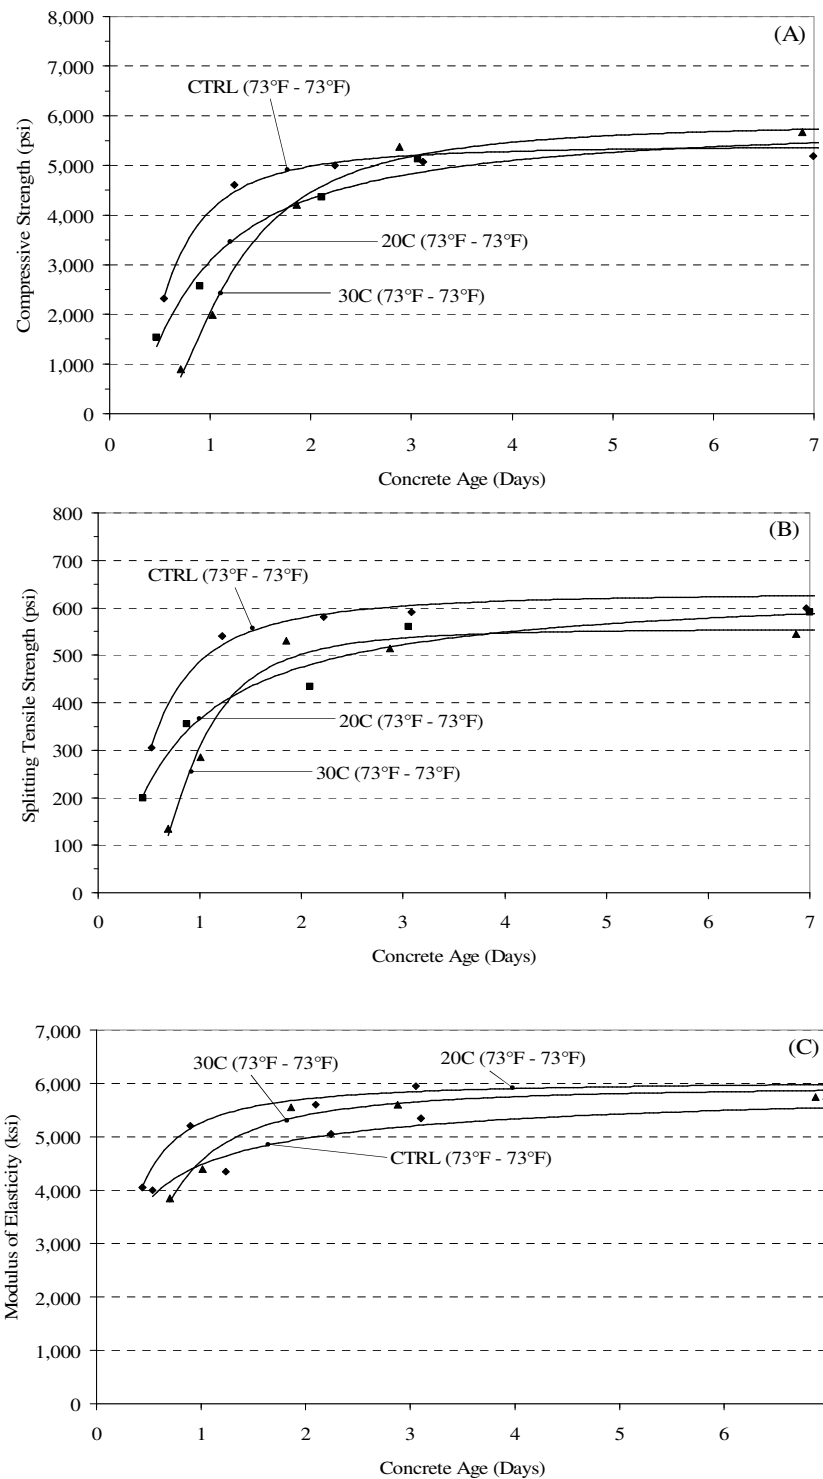 8,000
(A)
7,000
CTRL (73°F - 73°F)
6,000
5,000
4,000
20C (73°F - 73°F)
3,000
30C (73°F - 73°F)
2,000
1,000
0
Compressive Strength (psi)
0 1 2 3 4 5 6 7
Concrete Age (Days)
800
(B)
700
CTRL (73°F - 73°F)
600
500
400
20C (73°F - 73°F)
300
30C (73°F - 73°F)
200
100
0
Splitting Tensile Strength (psi)
0 1 2 3 4 5 6 7
Concrete Age (Days)
7,000
30C (73°F - 73°F)
20C (73°F - 73°F)
(C)
6,000
5,000
CTRL (73°F - 73°F)
4,000
3,000
2,000
1,000
0
Modulus of Elasticity (ksi)
0 1 2 3 4 5 6
Concrete Age (Days)